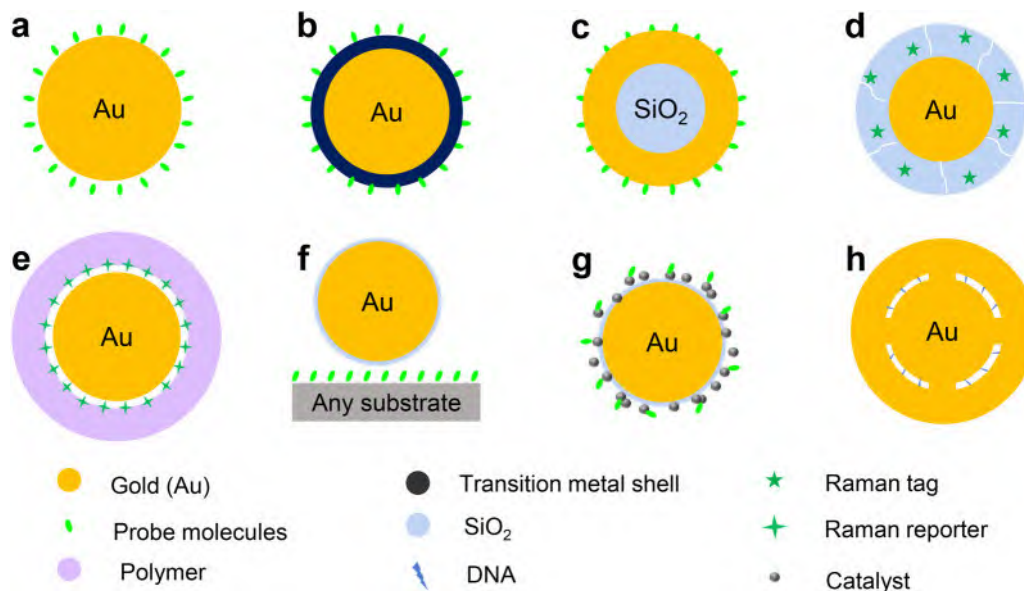 a
b
c
d
Au
Au
SiO₂
Au
e
f
g
h
Au
Au
Au
Au
Any substrate
Gold (Au)
Transition metal shell
Raman tag
Probe molecules
SiO₂
Raman reporter
Polymer
DNA
Catalyst